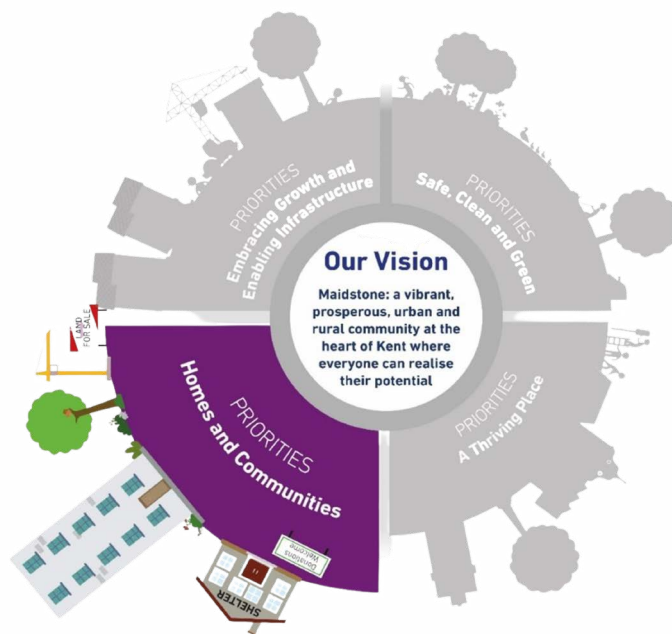 PRIORITIES
Embracing Growth and
Enabling Infrastructure
PRIORITIES
Safe, Clean and Green
Our Vision
Maidstone: a vibrant,
prosperous, urban and
rural community at the
heart of Kent where
everyone can realise
their potential
LAND
FOR SALE
PRIORITIES
Homes and Communities
PRIORITIES
A Thriving Place
Donations
Welcome
SHELTER